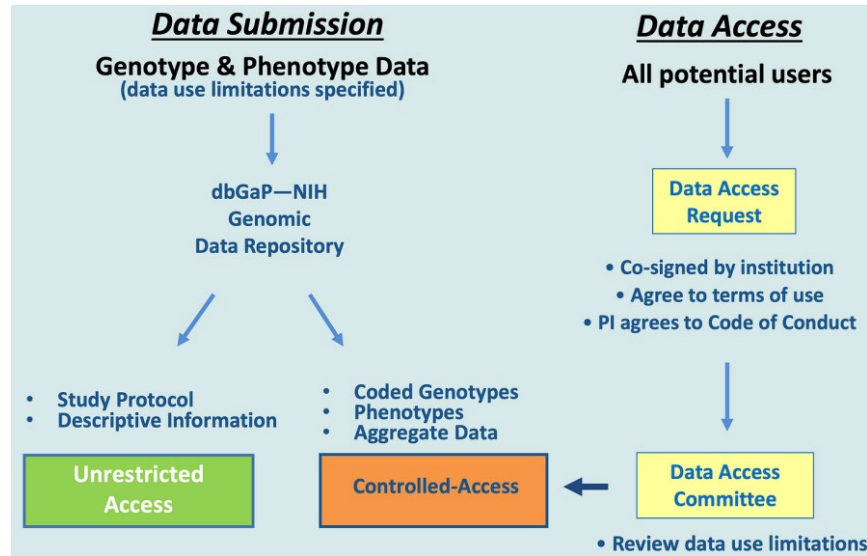 Data Submission
Genotype & Phenotype Data
(data use limitations specified)
dbGaP—NIH
Genomic
Data Repository
• Study Protocol
• Descriptive Information
Unrestricted
Access
• Coded Genotypes
• Phenotypes
• Aggregate Data
Controlled-Access
Data Access
All potential users
Data Access
Request
• Co-signed by institution
• Agree to terms of use
• PI agrees to Code of Conduct
Data Access
Committee
• Review data use limitations